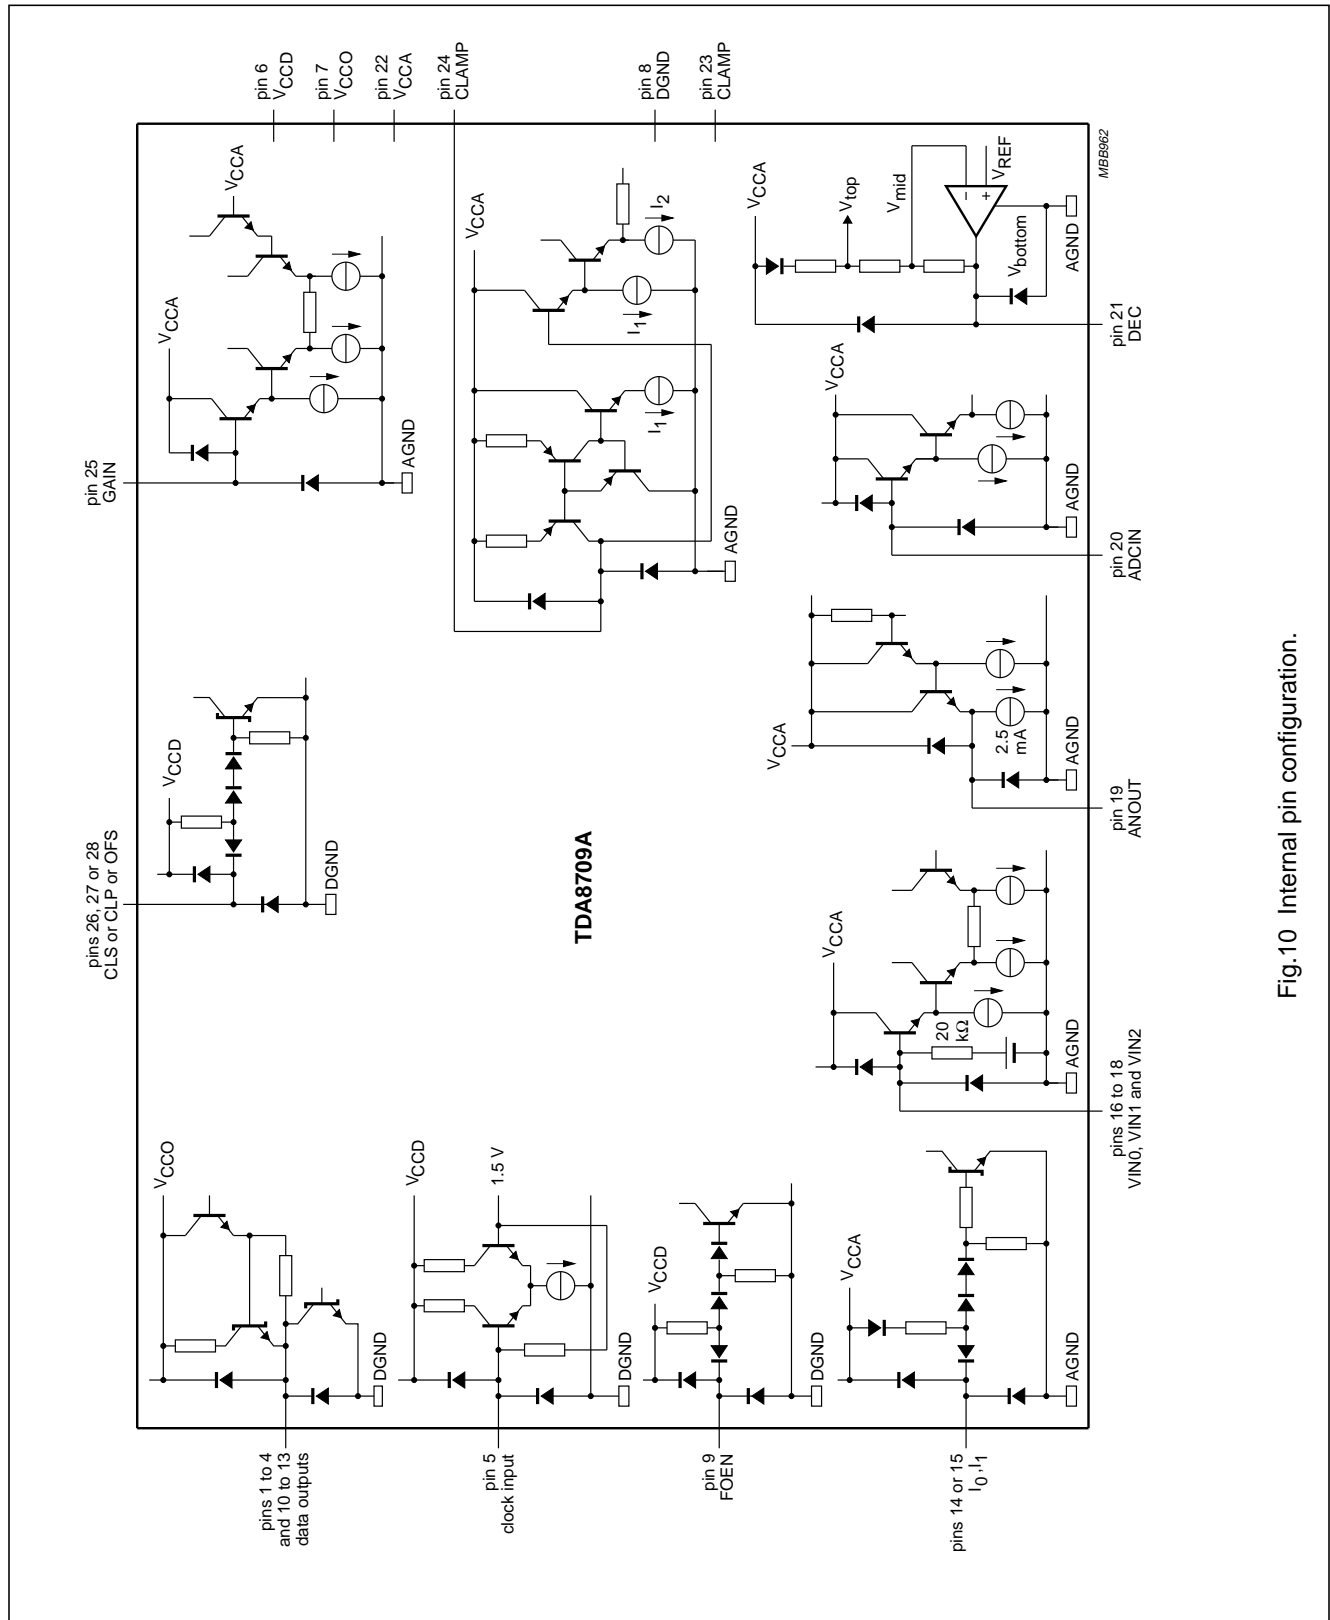 pin 6
VCCD
pin 7
VCCO
pin 22
VCCA
pin 24
CLAMP
pin 8
DGND
pin 23
CLAMP
pin 25
GAIN
VCCA
VCCA
AGND
VCCA
I1
I1
I2
AGND
VCCA
Vtop
Vmid
VREF
Vbottom
AGND
MBB962
pin 21
DEC
VCCA
AGND
pin 20
ADCIN
pins 26, 27 or 28
CLS or CLP or OFS
VCCD
DGND
TDA8709A
VCCA
2.5
mA
AGND
pin 19
ANOUT
VCCA
20
kΩ
AGND
pins 16 to 18
VIN0, VIN1 and VIN2
pins 1 to 4
and 10 to 13
data outputs
VCCO
DGND
pin 5
clock input
VCCD
1.5 V
DGND
pin 9
FOEN
VCCD
DGND
pins 14 or 15
I0,I1
VCCA
AGND
Fig.10 Internal pin configuration.